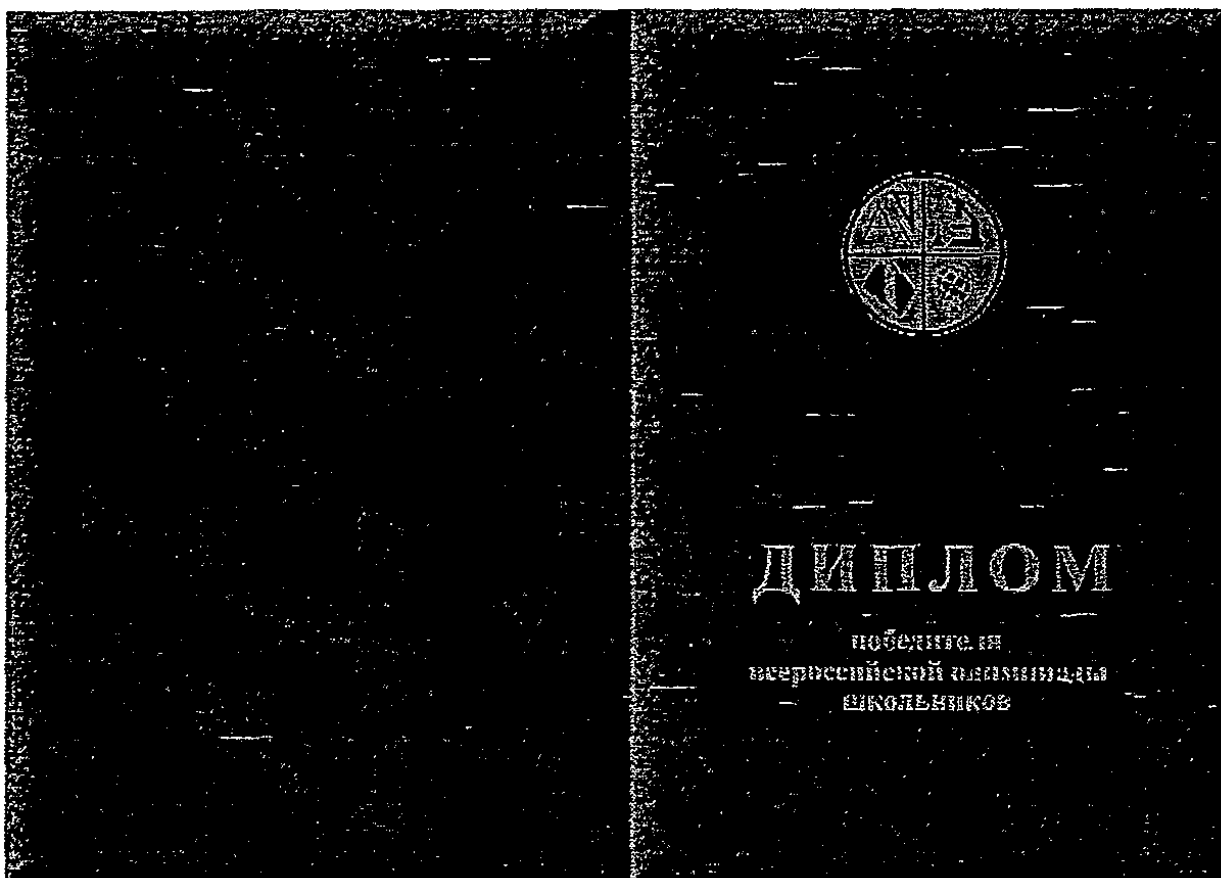 ДИПЛОМ
победителя
всероссийской олимпиады
школьников